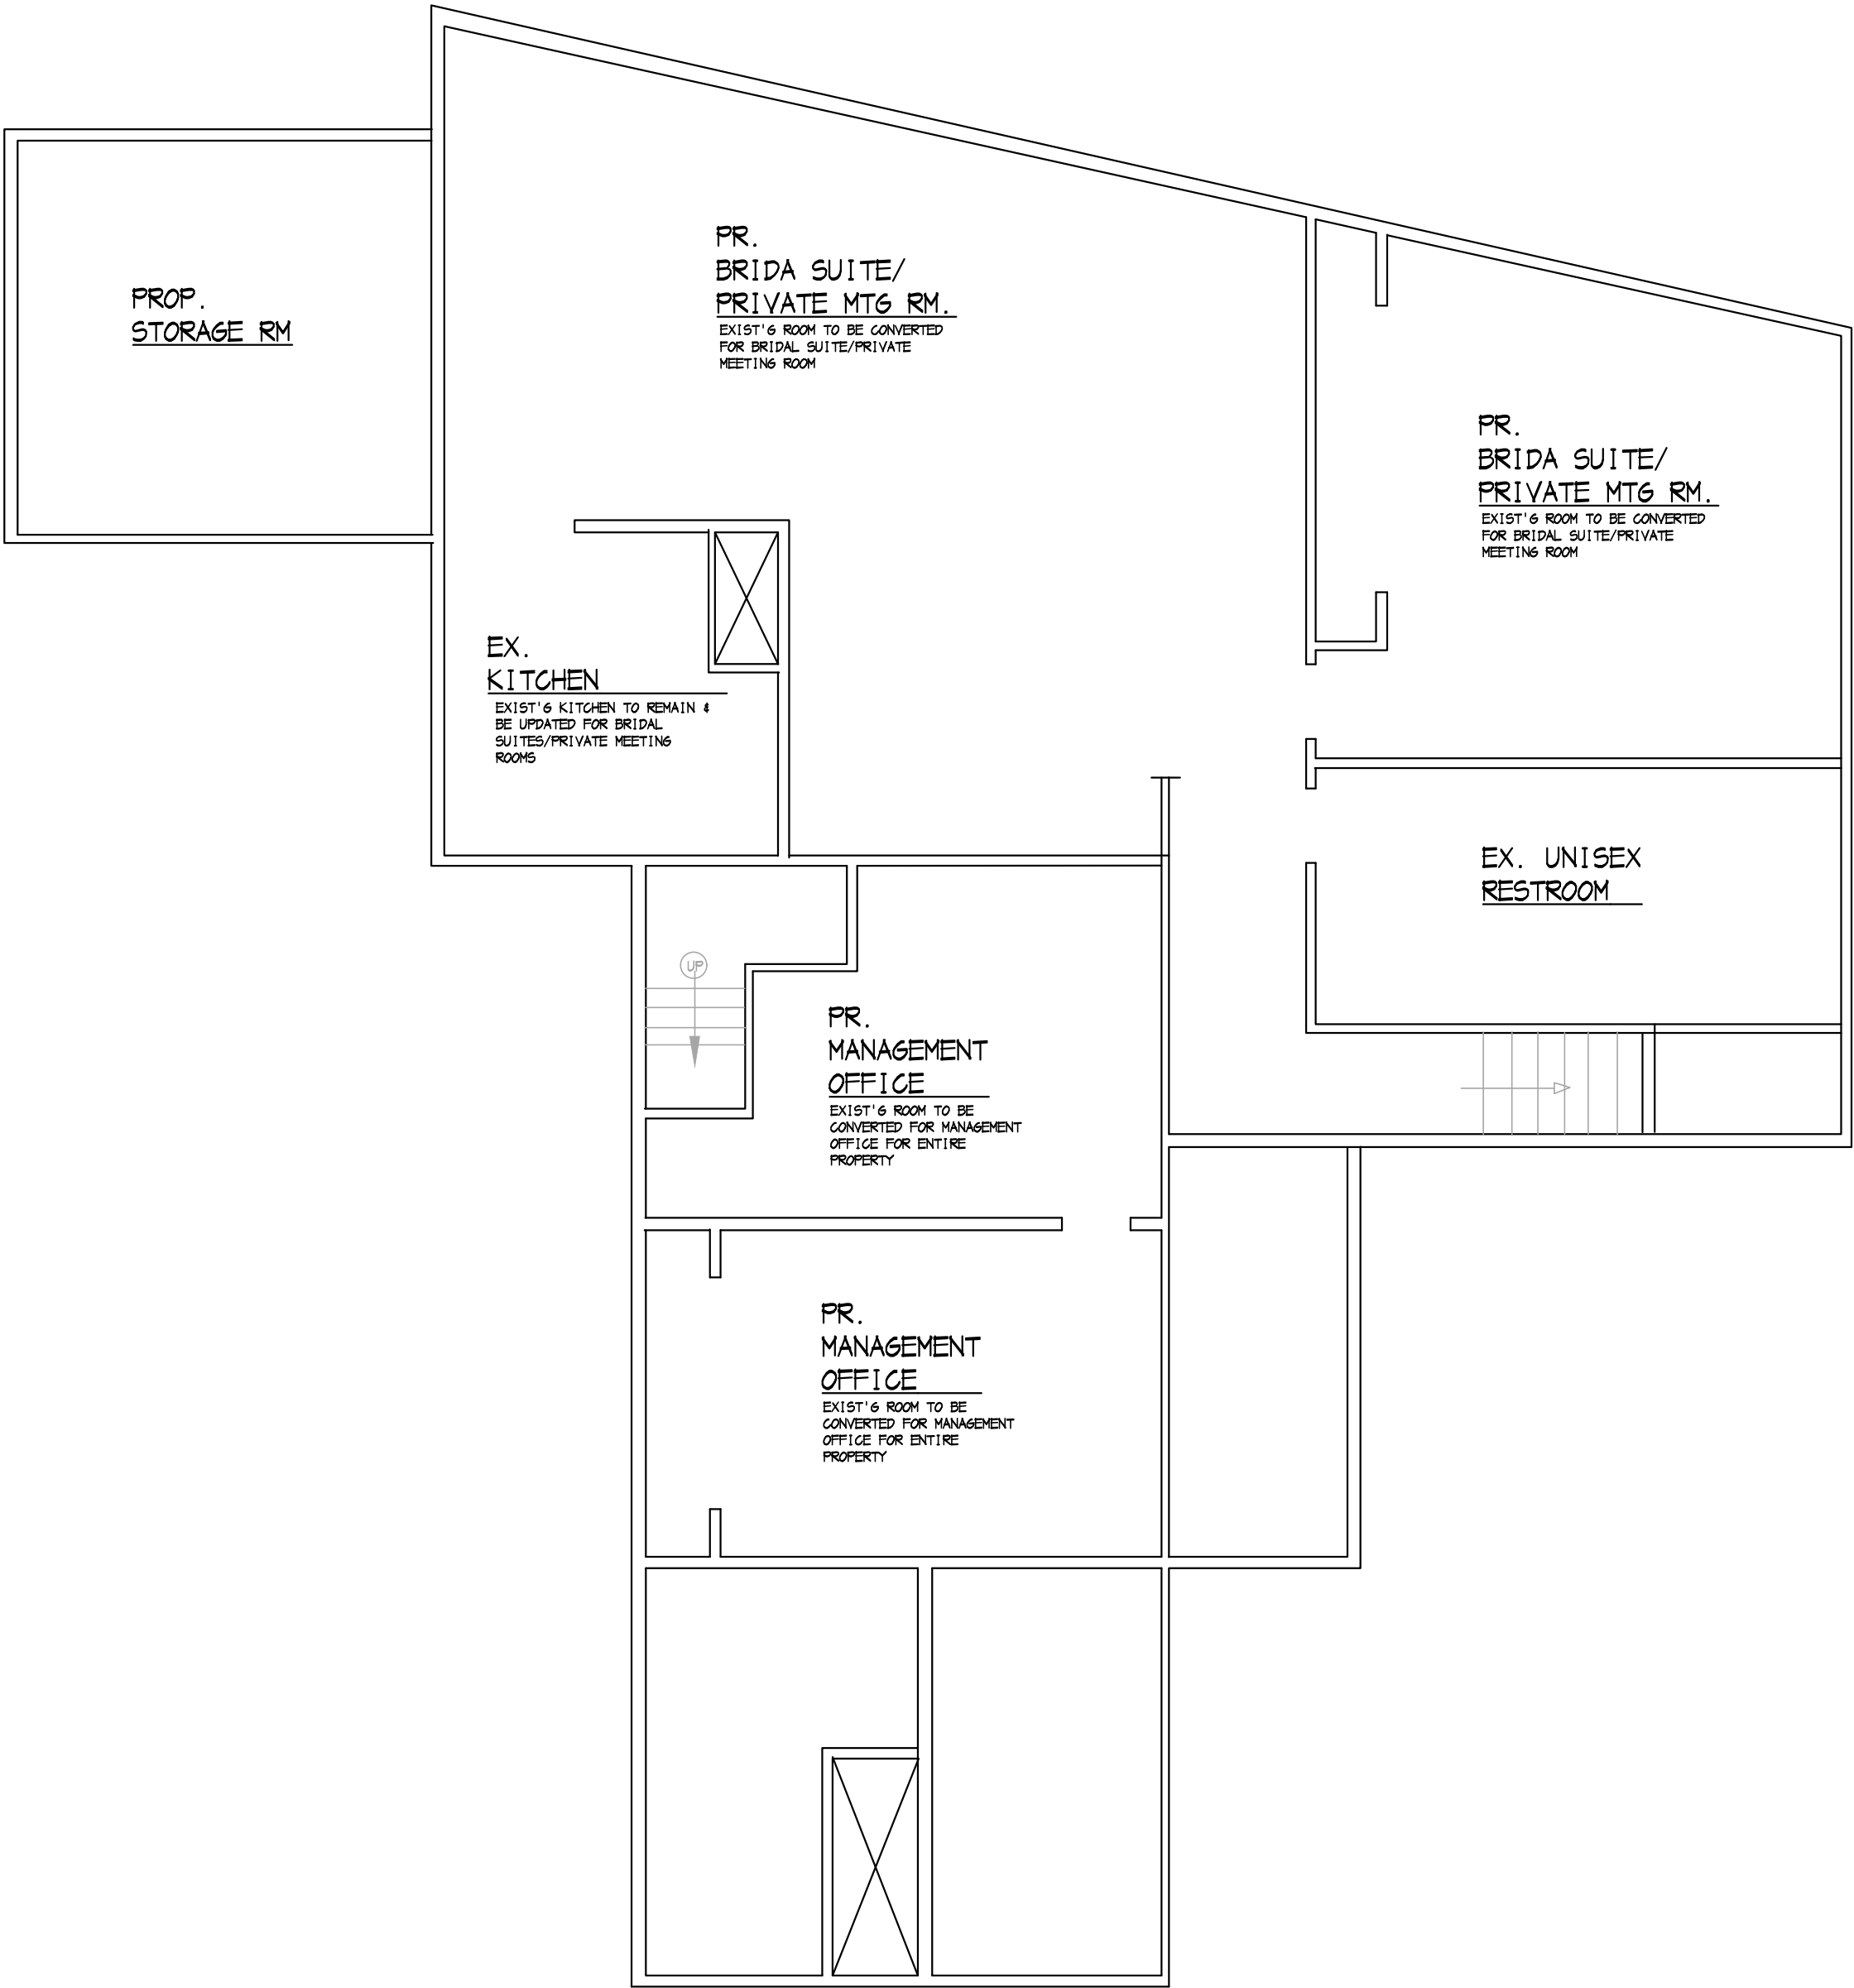 PROP.
STORAGE RM
PR.
BRIDA SUITE/
PRIVATE MTG RM.
EXIST'G ROOM TO BE CONVERTED
FOR BRIDAL SUITE/PRIVATE
MEETING ROOM
PR.
BRIDA SUITE/
PRIVATE MTG RM.
EXIST'G ROOM TO BE CONVERTED
FOR BRIDAL SUITE/PRIVATE
MEETING ROOM
EX.
KITCHEN
EXIST'G KITCHEN TO REMAIN &
BE UPDATED FOR BRIDAL
SUITES/PRIVATE MEETING
ROOMS
EX. UNISEX
RESTROOM
UP
PR.
MANAGEMENT
OFFICE
EXIST'G ROOM TO BE
CONVERTED FOR MANAGEMENT
OFFICE FOR ENTIRE
PROPERTY
PR.
MANAGEMENT
OFFICE
EXIST'G ROOM TO BE
CONVERTED FOR MANAGEMENT
OFFICE FOR ENTIRE
PROPERTY